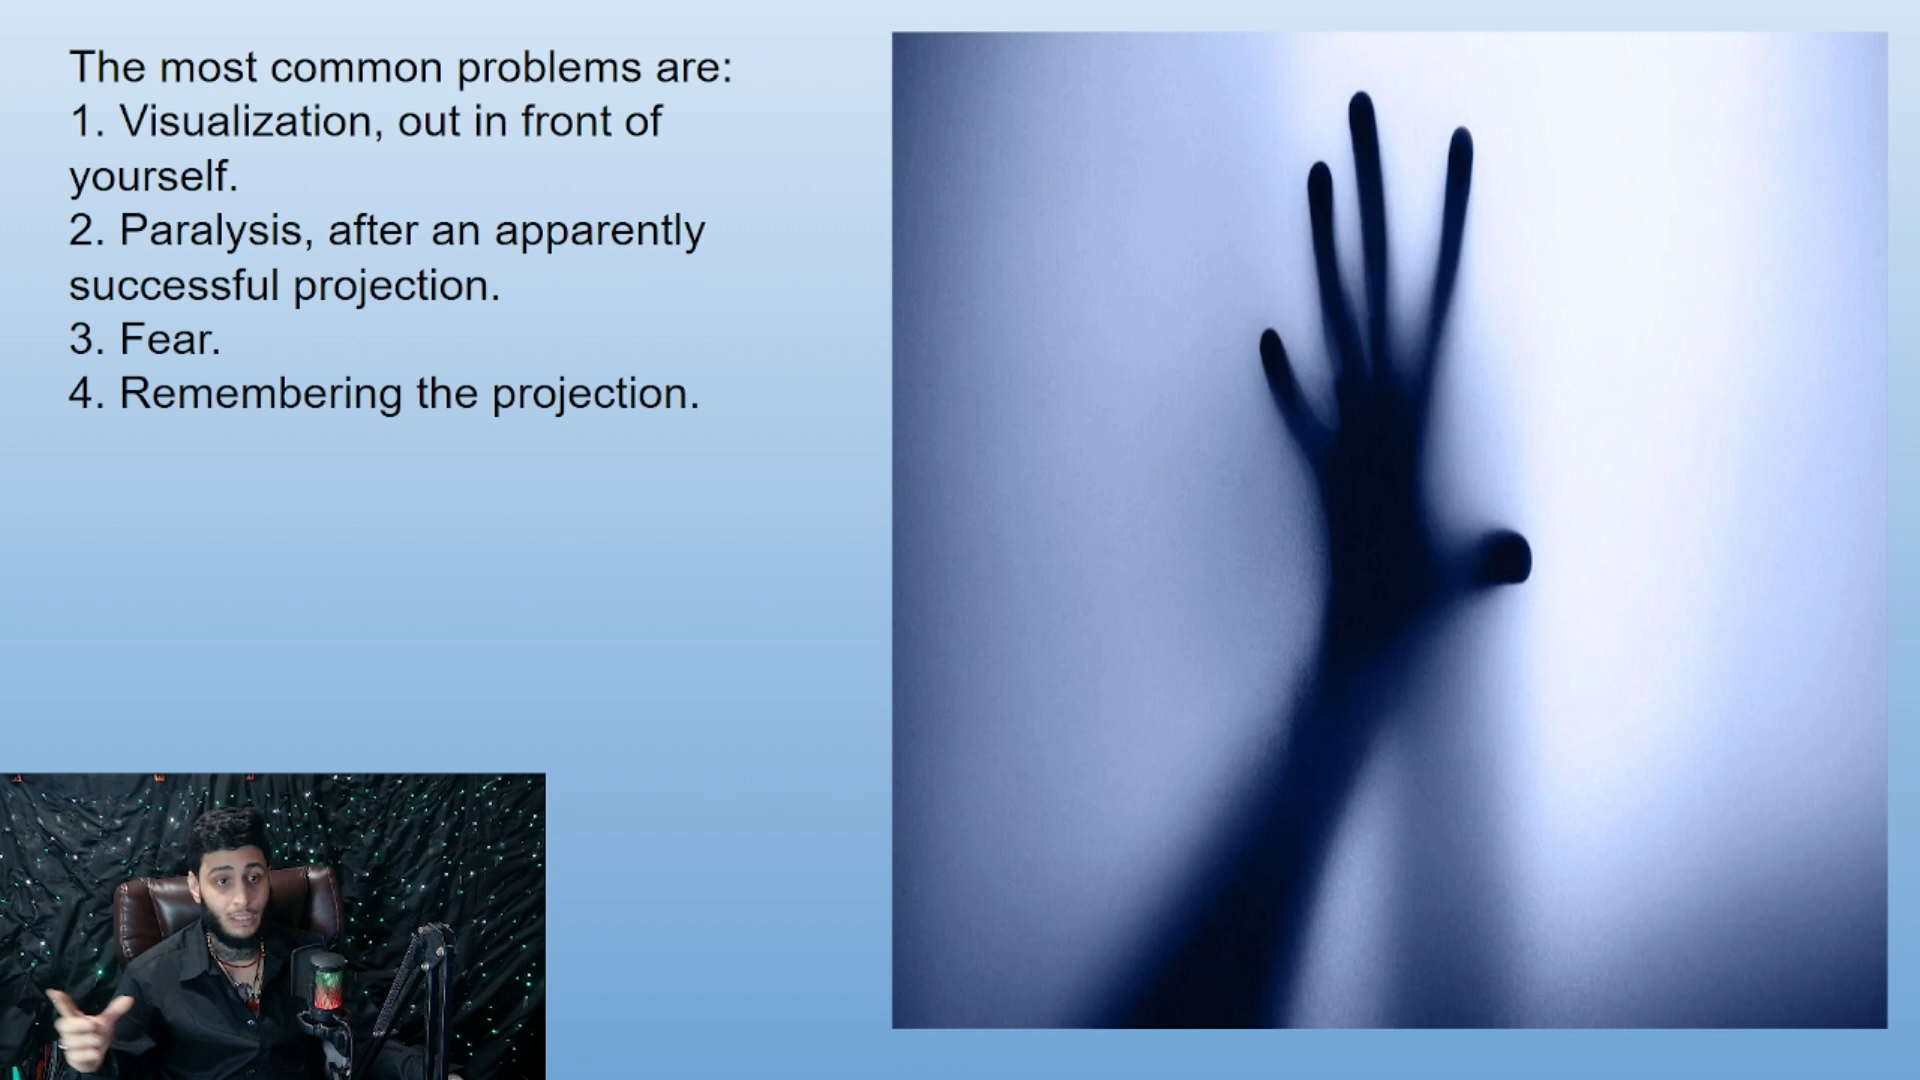 The most common problems are:
1. Visualization, out in front of
yourself.
2. Paralysis, after an apparently
successful projection.
3. Fear.
4. Remembering the projection.